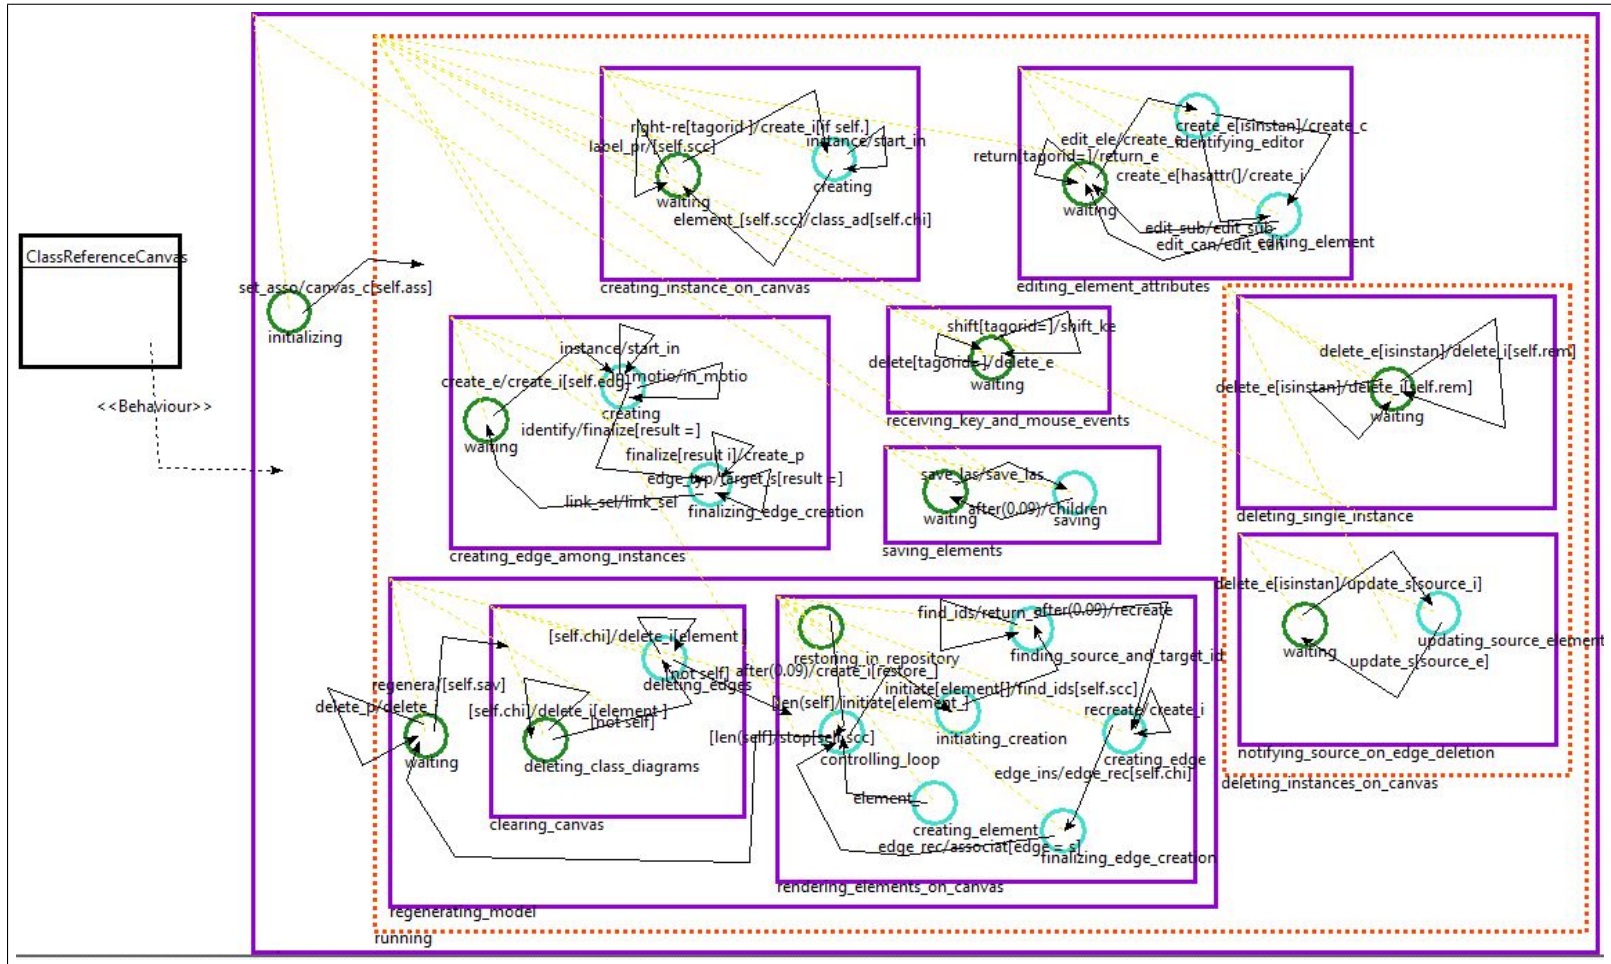 ClassReferenceCanvas
<<Behaviour>>
set_asso/canvas_c[self.ass]
initializing
right-re[tagorid ]/create_i[if self.]
label_pr/[self.scc]
instance/start_in
waiting
creating
element_[self.scc]/class_ad[self.chi]
creating_instance_on_canvas
create_e[isinstan]/create_c
identifying_editor
return[tagorid=]/return_e
create_e[hasattr(]/create_i
waiting
edit_sub/edit_sub
edit_can/edit_can
editing_element
editing_element_attributes
instance/start_in
create_e/create_i[self.edg
creating
identify/finalize[result =]
waiting
finalize[result i]/create_p
edge_typ/target_s[result =]
link_sel/link_sel
finalizing_edge_creation
creating_edge_among_instances
shift[tagorid=]/shift_ke
delete[tagorid=]/delete_e
waiting
receiving_key_and_mouse_events
save_las/save_las
after(0.09)/children
waiting
saving
saving_elements
delete_e[isinstan]/delete_i[self.rem]
delete_e[isinstan]/delete_i[self.rem]
waiting
deleting_single_instance
delete_e[isinstan]/update_s[source_i]
waiting
updating_source_element
update_s[source_e]
notifying_source_on_edge_deletion
deleting_instances_on_canvas
regenera/[self.sav]
delete_p/delete
waiting
[self.chi]/delete_i[element ]
[not self]
deleting_edges
[self.chi]/delete_i[element ]
[not self]
deleting_class_diagrams
clearing_canvas
find_ids/return_s
after(0.09)/recreate
restoring_in_repository
finding_source_and_target_id
after(0.09)/create_i[restore_]
initiate[element[]/find_ids[self.scc]
[len(self]/initiate[element_]
recreate/create_i
[len(self]/stop[self.scc]
initiating_creation
controlling_loop
creating_edge
edge_ins/edge_rec[self.chi]
element_
creating_element
edge_rec/associat[edge = s]
finalizing_edge_creation
rendering_elements_on_canvas
regenerating_model
running